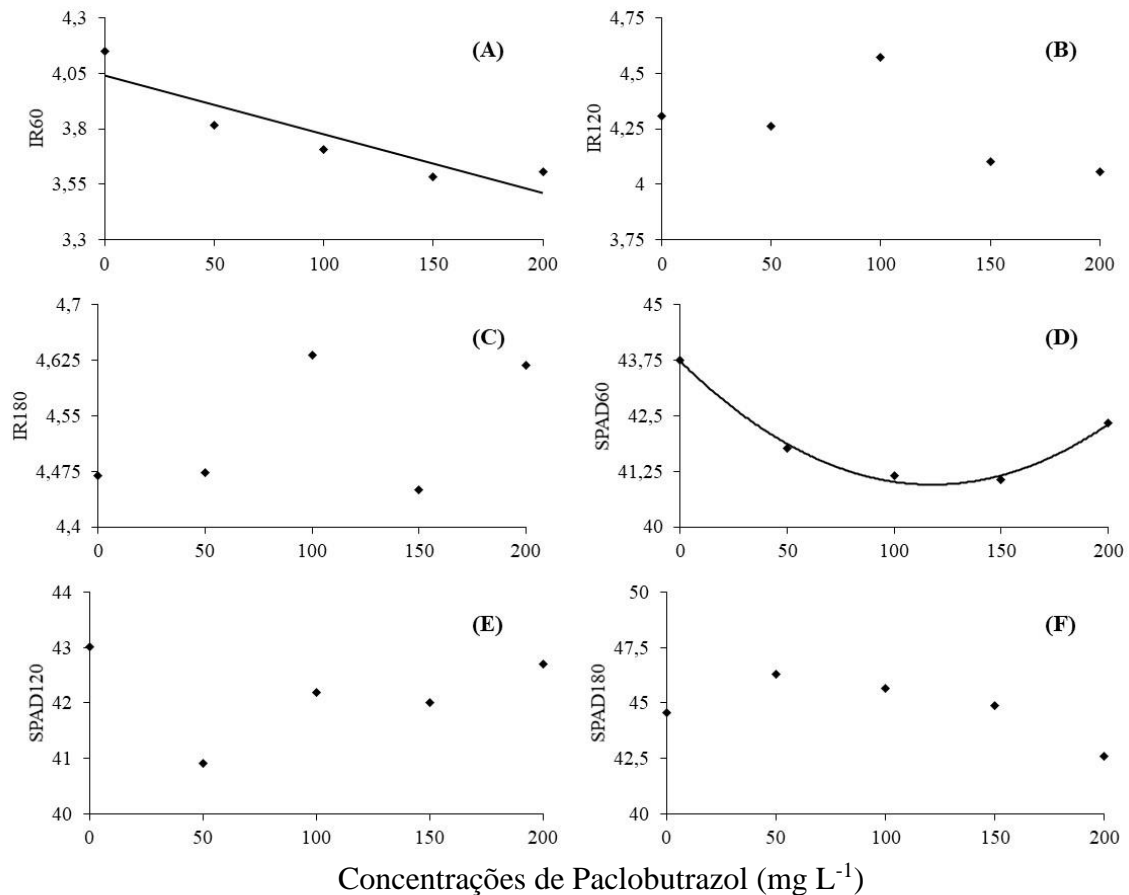 4,3
4,05
3,8
3,55
3,3
IR60
(A)
0 50 100 150 200
4,75
4,5
4,25
4
3,75
IR120
(B)
0 50 100 150 200
4,7
4,625
4,55
4,475
4,4
IR180
(C)
0 50 100 150 200
45
43,75
42,5
41,25
40
SPAD60
(D)
0 50 100 150 200
44
43
42
41
40
SPAD120
(E)
0 50 100 150 200
50
47,5
45
42,5
40
SPAD180
(F)
0 50 100 150 200
Concentrações de Paclobutrazol (mg L⁻¹)